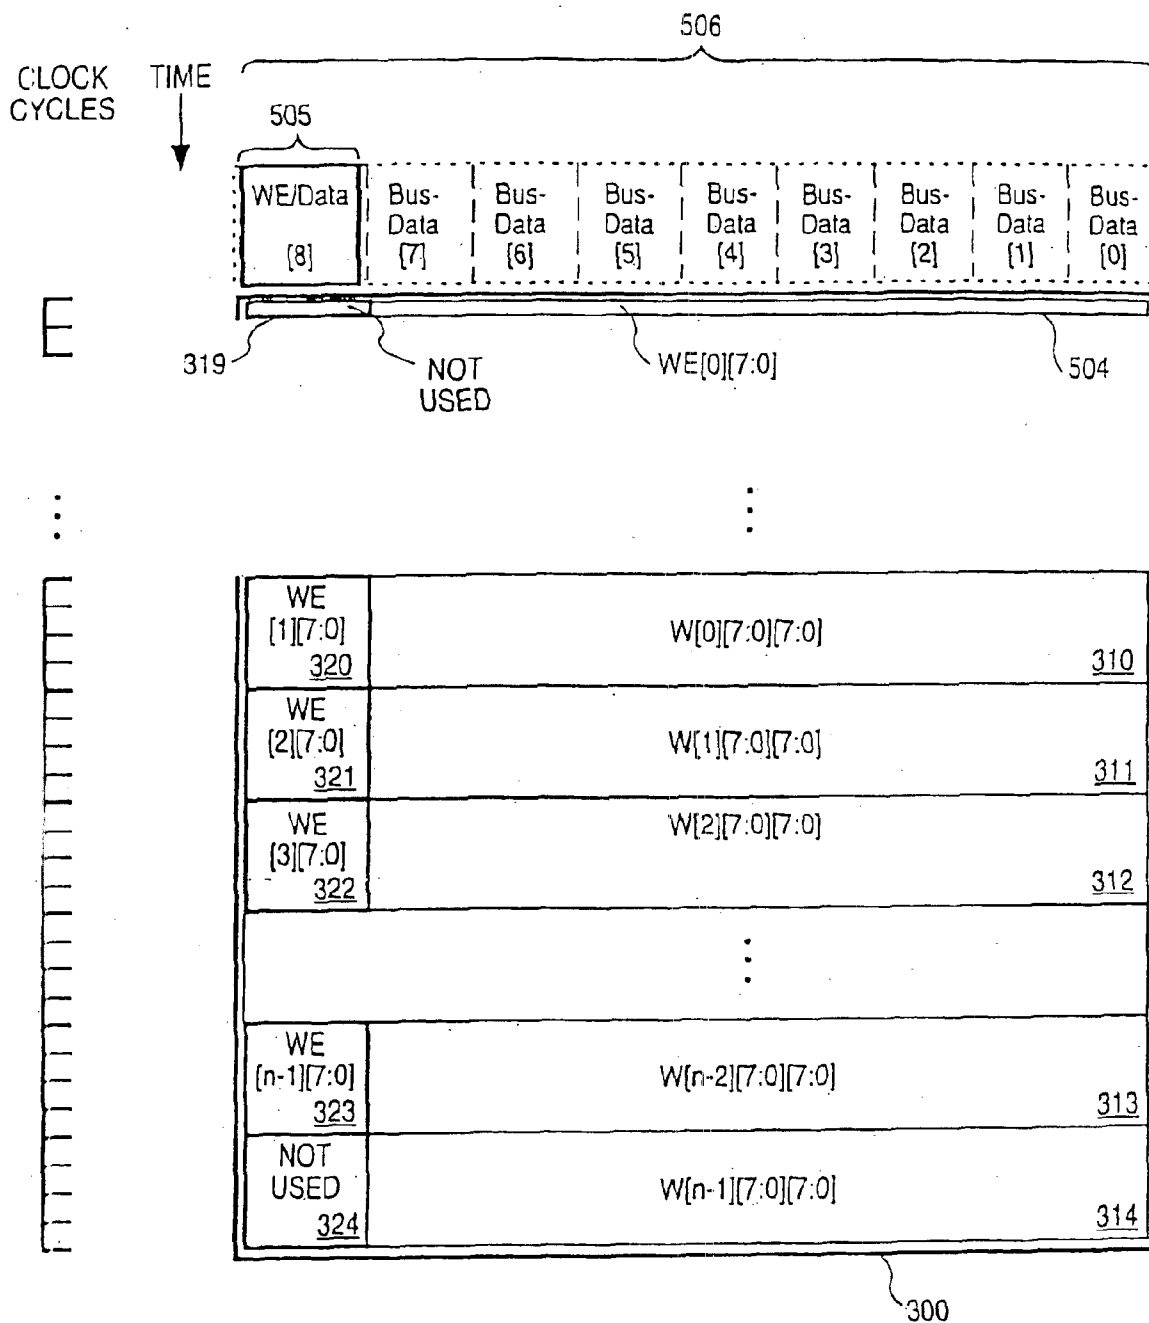 506
CLOCK
CYCLES
TIME
505
WE/Data
[8]
Bus-
Data
[7]
Bus-
Data
[6]
Bus-
Data
[5]
Bus-
Data
[4]
Bus-
Data
[3]
Bus-
Data
[2]
Bus-
Data
[1]
Bus-
Data
[0]
319
NOT
USED
WE[0][7:0]
504
WE
[1][7:0]
320
W[0][7:0][7:0]
310
WE
[2][7:0]
321
W[1][7:0][7:0]
311
WE
[3][7:0]
322
W[2][7:0][7:0]
312
WE
[n-1][7:0]
323
W[n-2][7:0][7:0]
313
NOT
USED
324
W[n-1][7:0][7:0]
314
300